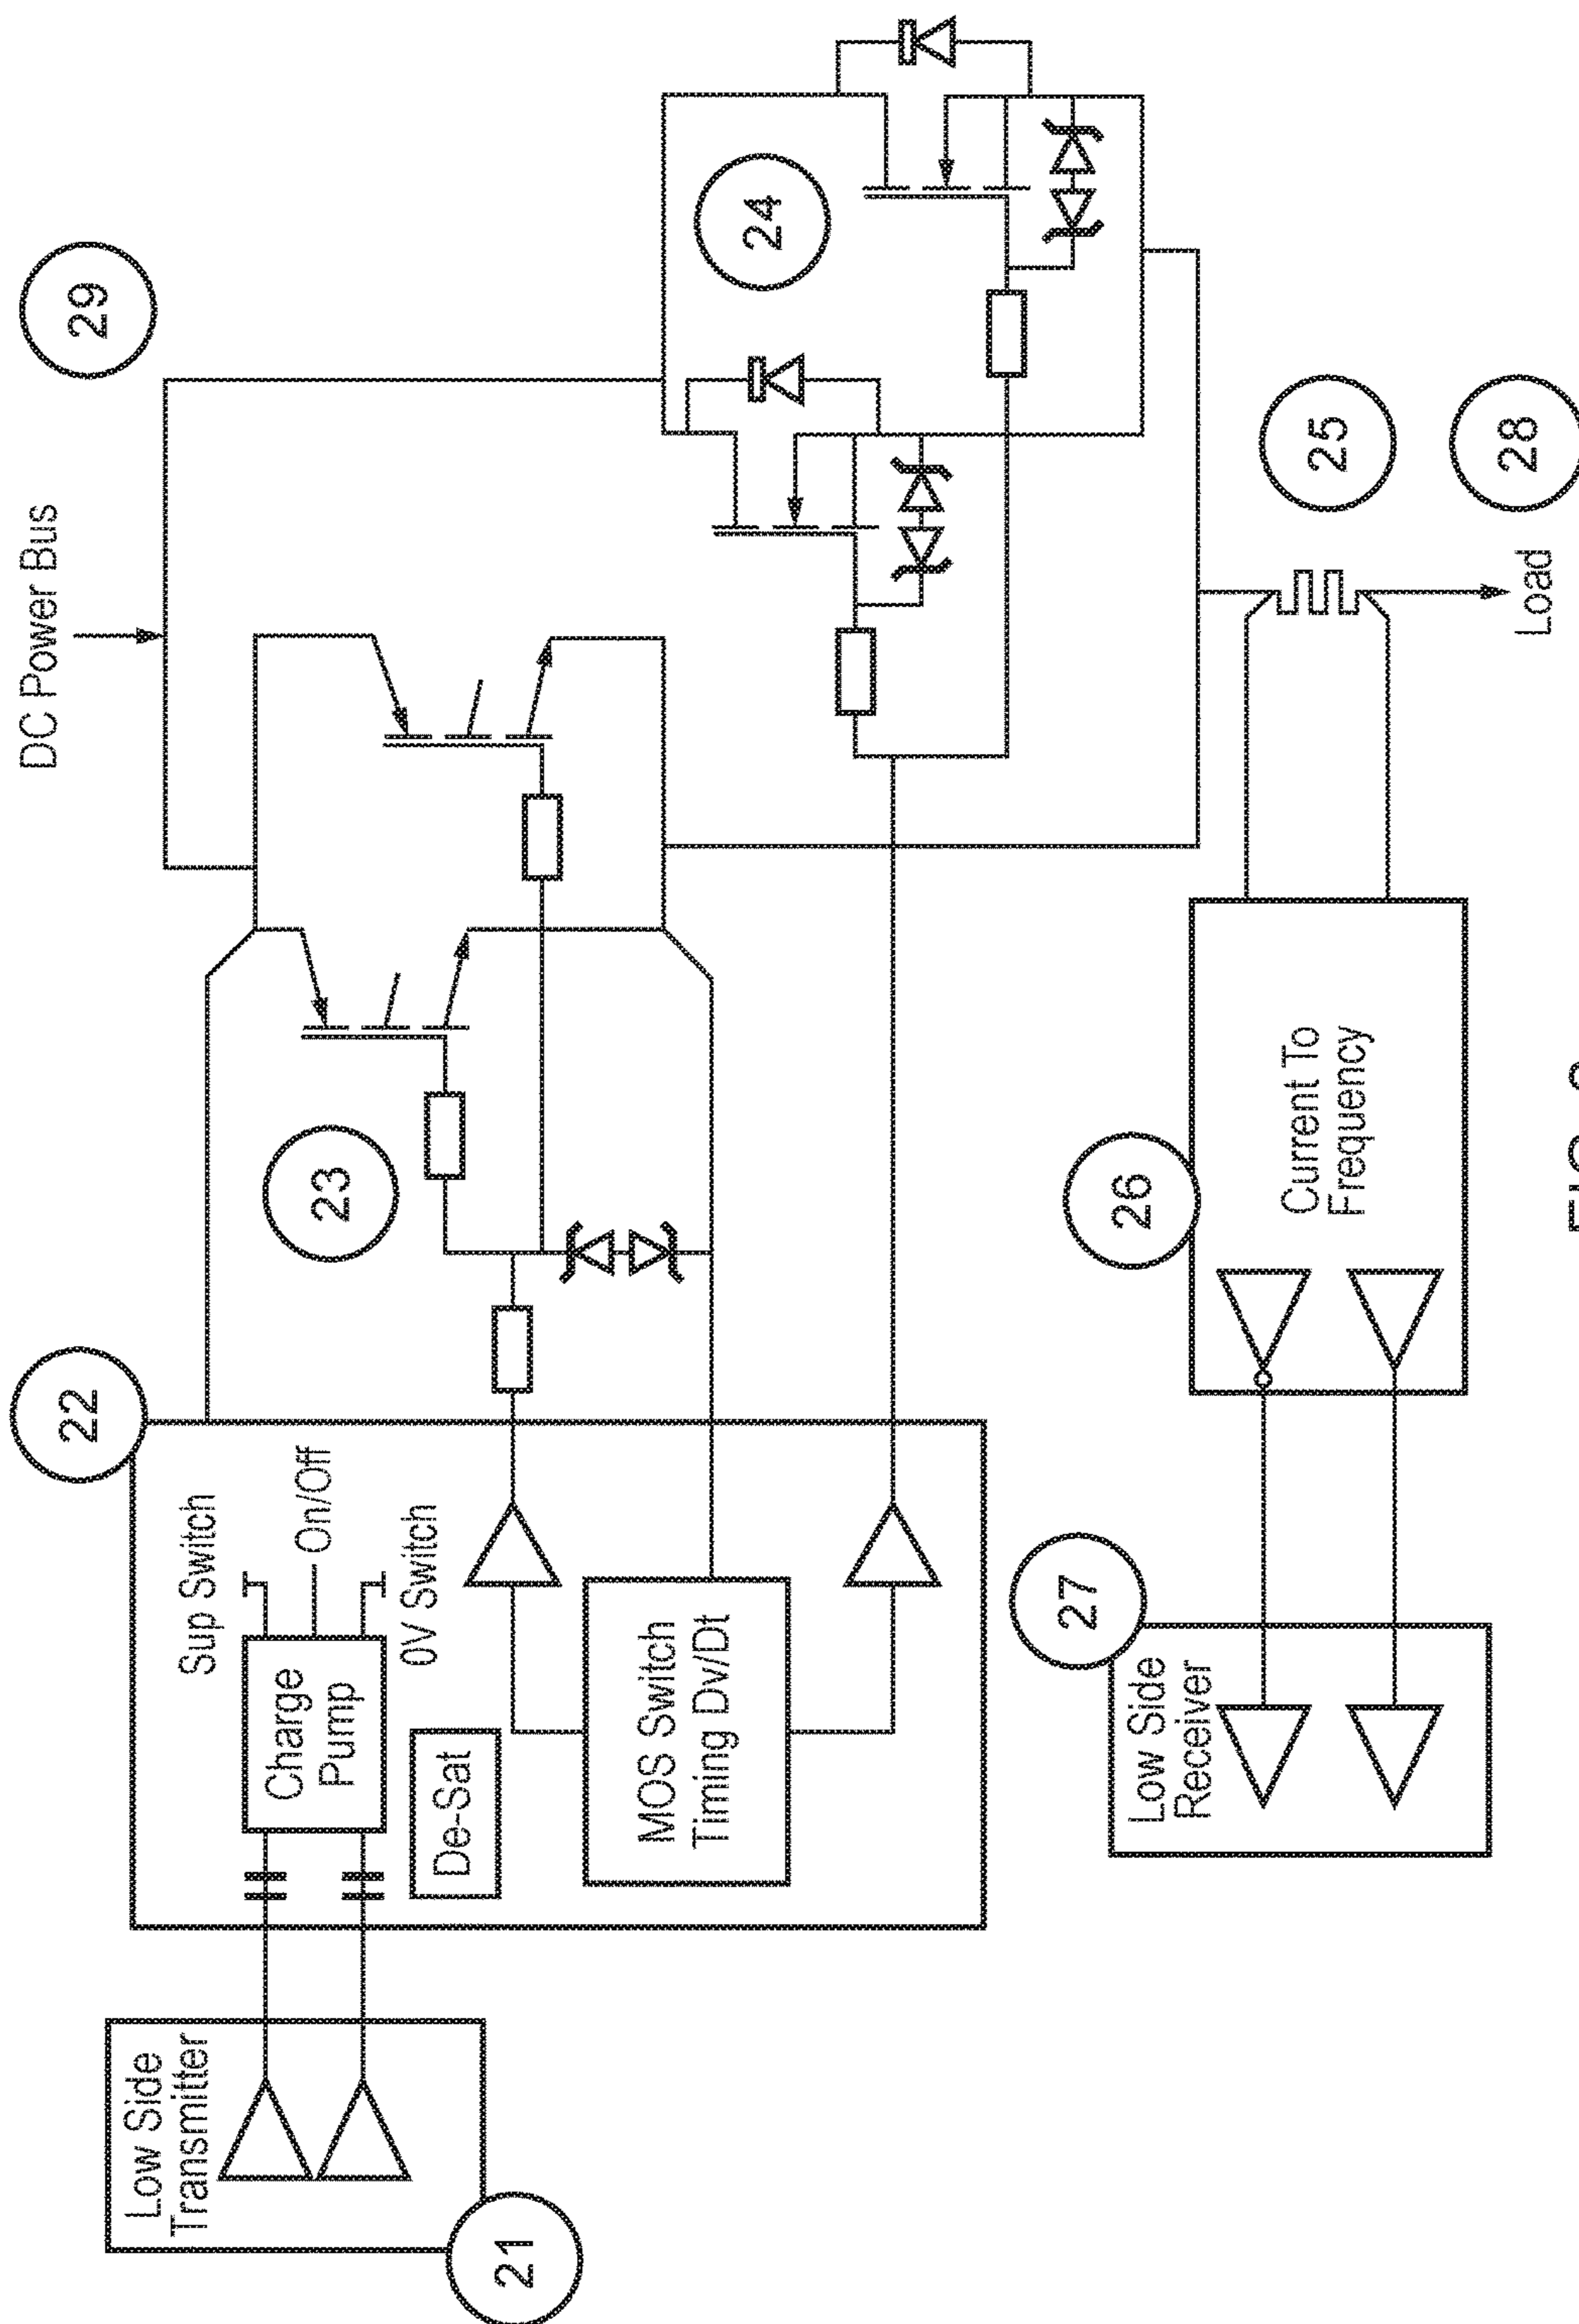 DC Power Bus
29
22
Low Side
Transmitter
21
Sup Switch
Charge
Pump
On/Off
0V Switch
De-Sat
MOS Switch
Timing Dv/Dt
23
24
27
Low Side
Receiver
26
Current To
Frequency
25
28
Load